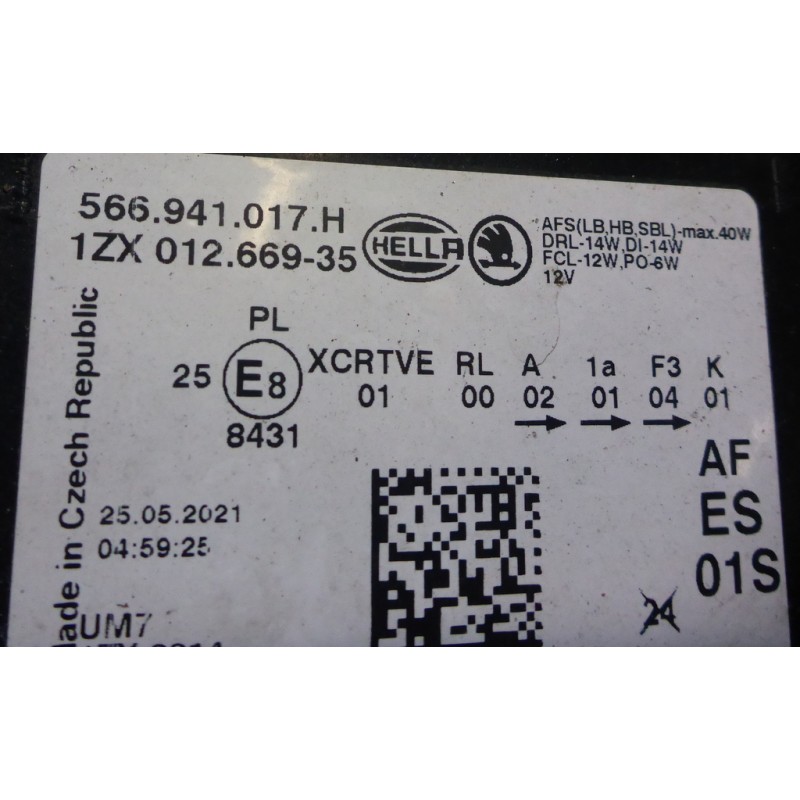 566.941.017.H
1ZX 012.669-35
HELLA
AFS(LB,HB,SBL)-max.40W
DRL-14W,DI-14W
FCL-12W,PO-6W
12V
PL
25 E8 XCRTVE RL A 1a F3 K
01 00 02 01 04 01
8431
AF
ES
01S
25.05.2021
04:59:25
24
UM7
Made in Czech Republic